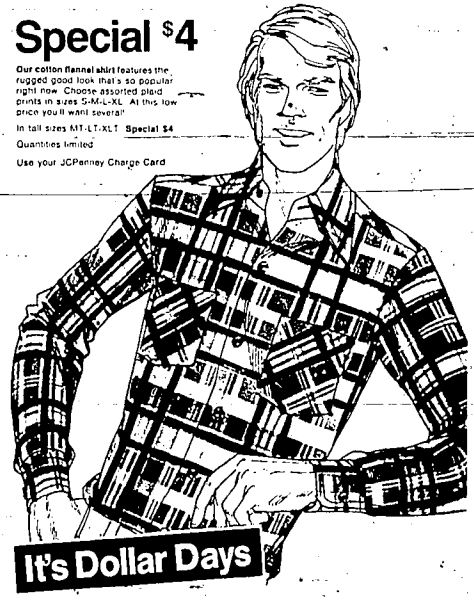 Special $4
Our cotton flannel shirt features the
rugged good look that's so popular
right now. Choose assorted plaid
prints in sizes S-M-L-XL. At this low
price you'll want several!
In tall sizes MT-LT-XLT Special $4
Quantities limited
Use your JCPenney Charge Card
It's Dollar Days